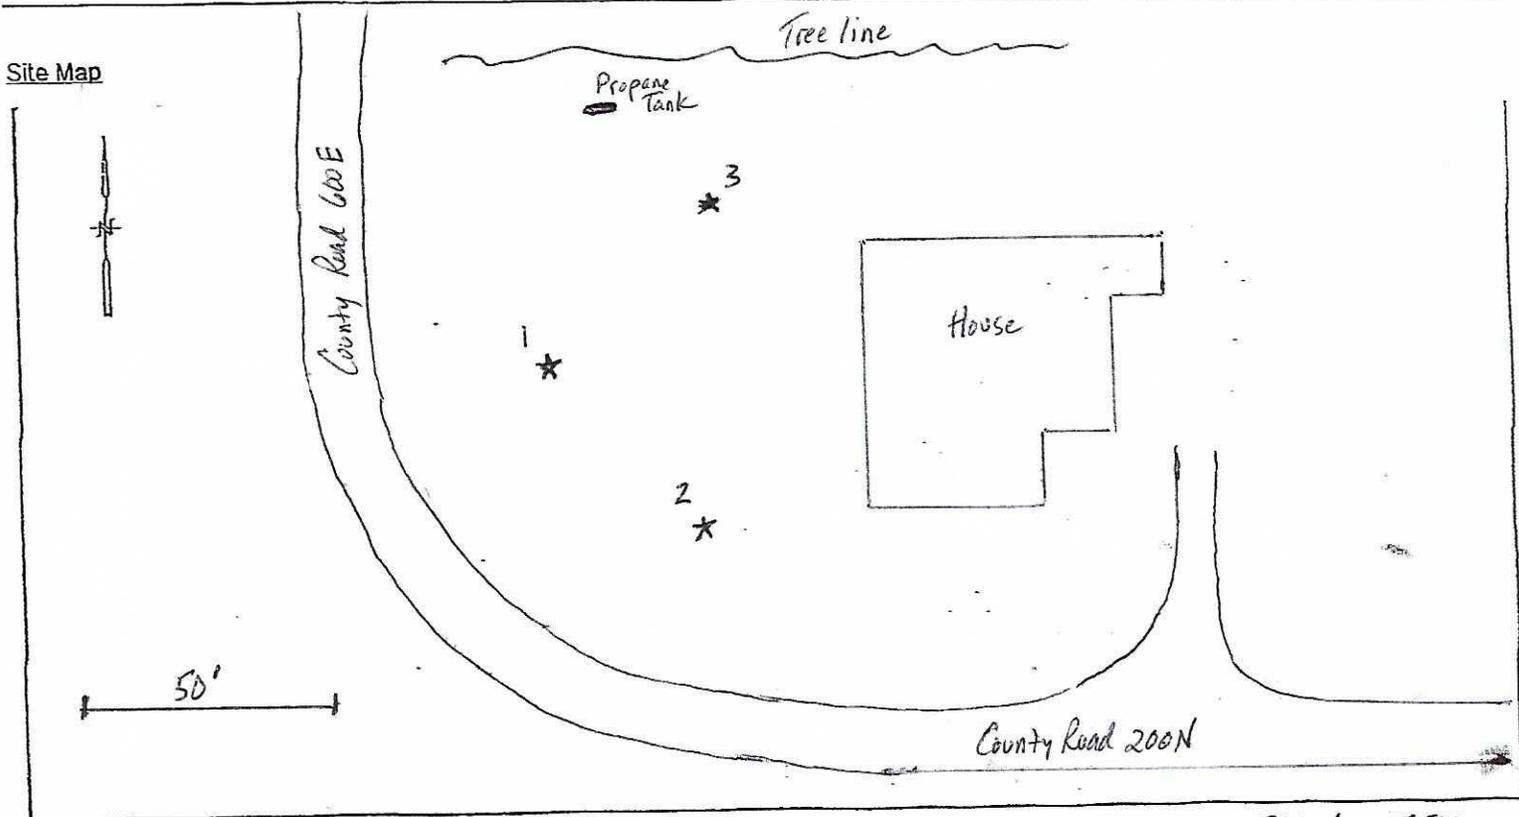 Tree line
Site Map
Propane
Tank
3
N
County Road 600E
House
1
2
50'
County Road 200N